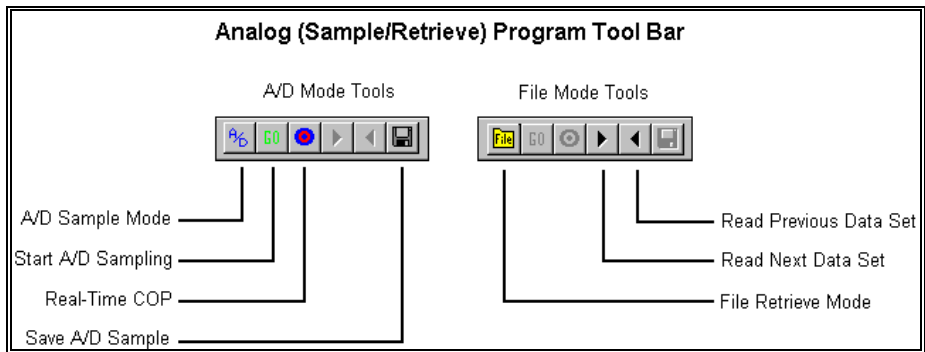 Analog (Sample/Retrieve) Program Tool Bar
A/D Mode Tools
File Mode Tools
A/D GO
File GO
A/D Sample Mode
Start A/D Sampling
Real-Time COP
Save A/D Sample
Read Previous Data Set
Read Next Data Set
File Retrieve Mode